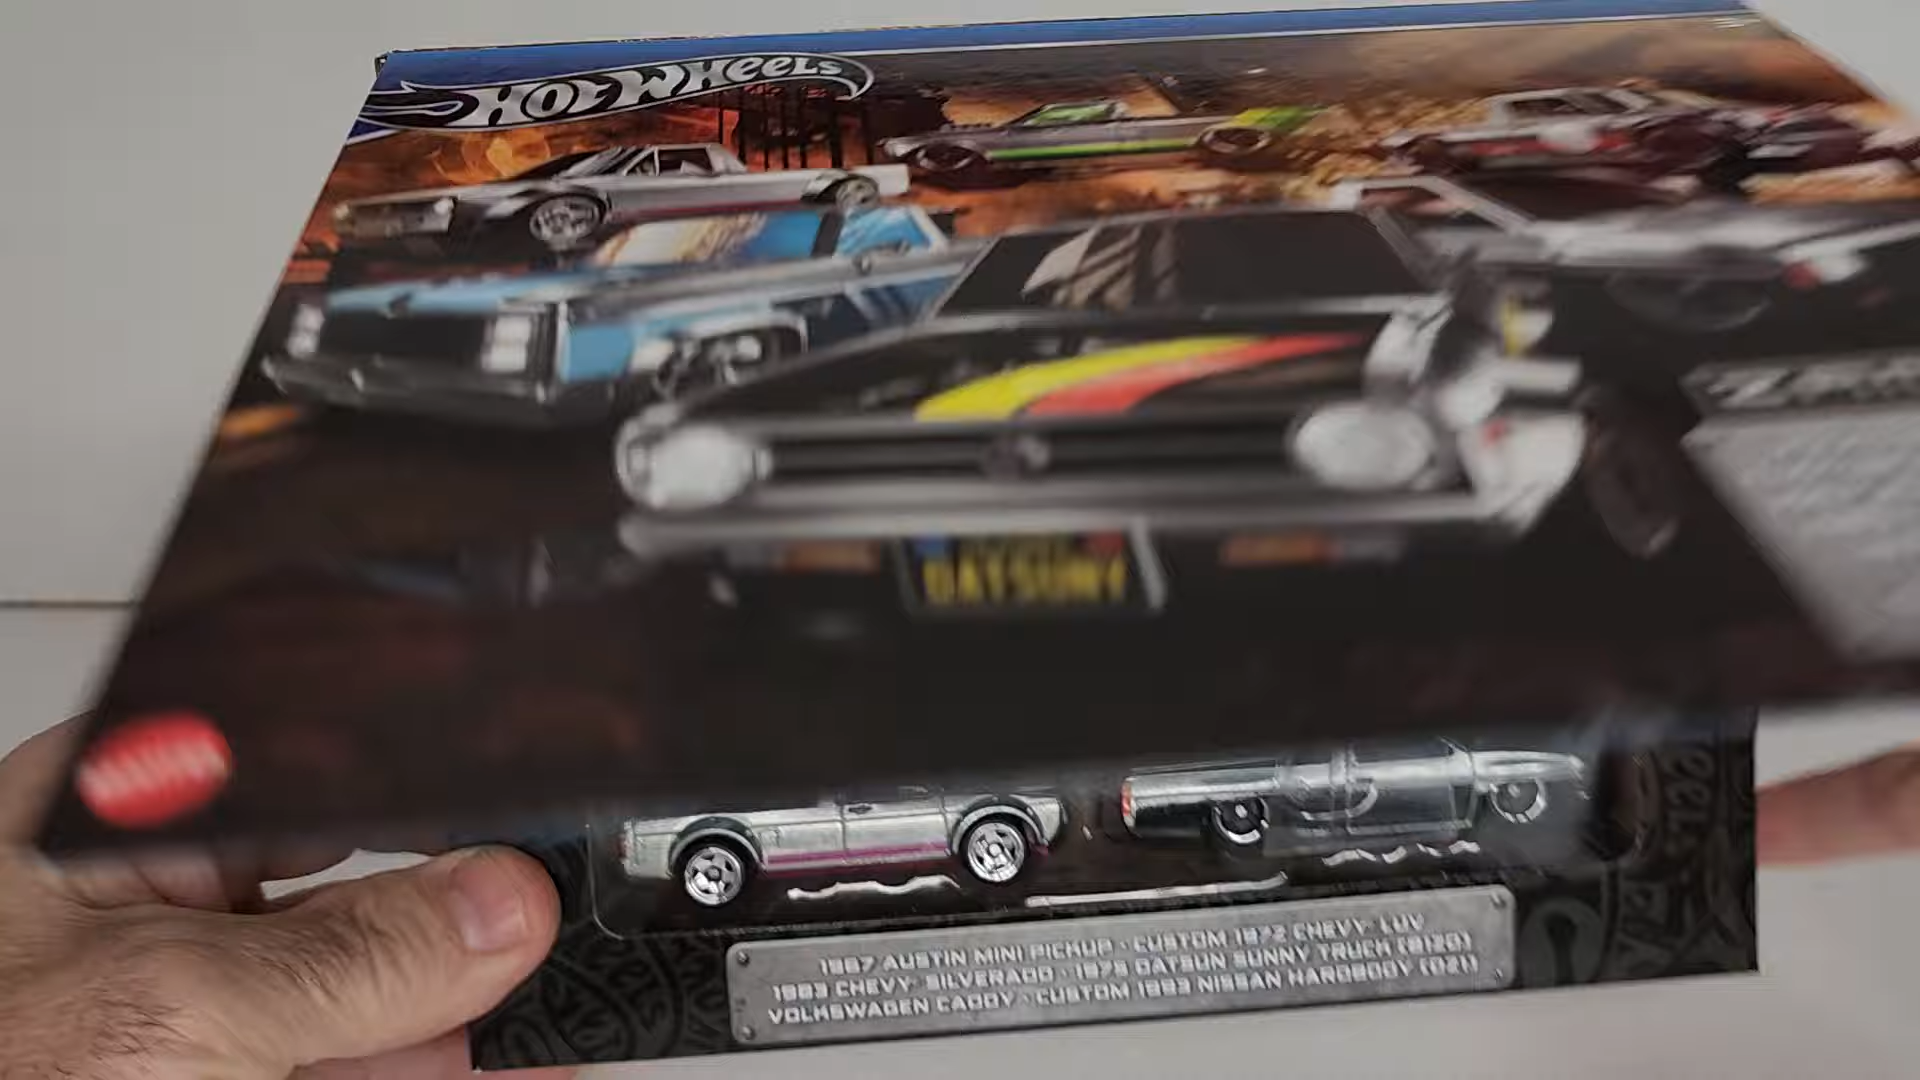 Hot Wheels
DATSUNY
1967 AUSTIN MINI PICKUP • CUSTOM 1972 CHEVY LUV
1983 CHEVY SILVERADO • 1975 DATSUN SUNNY TRUCK (B120)
VOLKSWAGEN CADDY • CUSTOM 1993 NISSAN HARDBODY (D21)